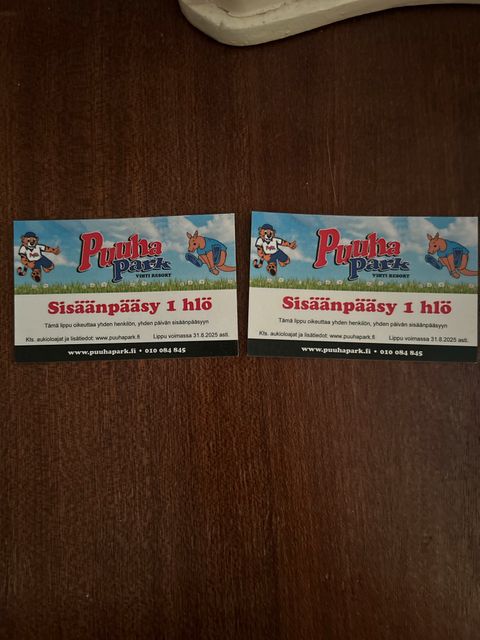 Puuha
Park
VIHTI RESORT
Sisäänpääsy 1 hlö
Tämä lippu oikeuttaa yhden henkilön, yhden päivän sisäänpääsyyn
Kts. aukioloajat ja lisätiedot: www.puuhapark.fi Lippu voimassa 31.8.2025 asti.
www.puuhapark.fi • 010 084 845
Puuha
Park
VIHTI RESORT
Sisäänpääsy 1 hlö
Tämä lippu oikeuttaa yhden henkilön, yhden päivän sisäänpääsyyn
Kts. aukioloajat ja lisätiedot: www.puuhapark.fi Lippu voimassa 31.8.2025 asti.
www.puuhapark.fi • 010 084 845